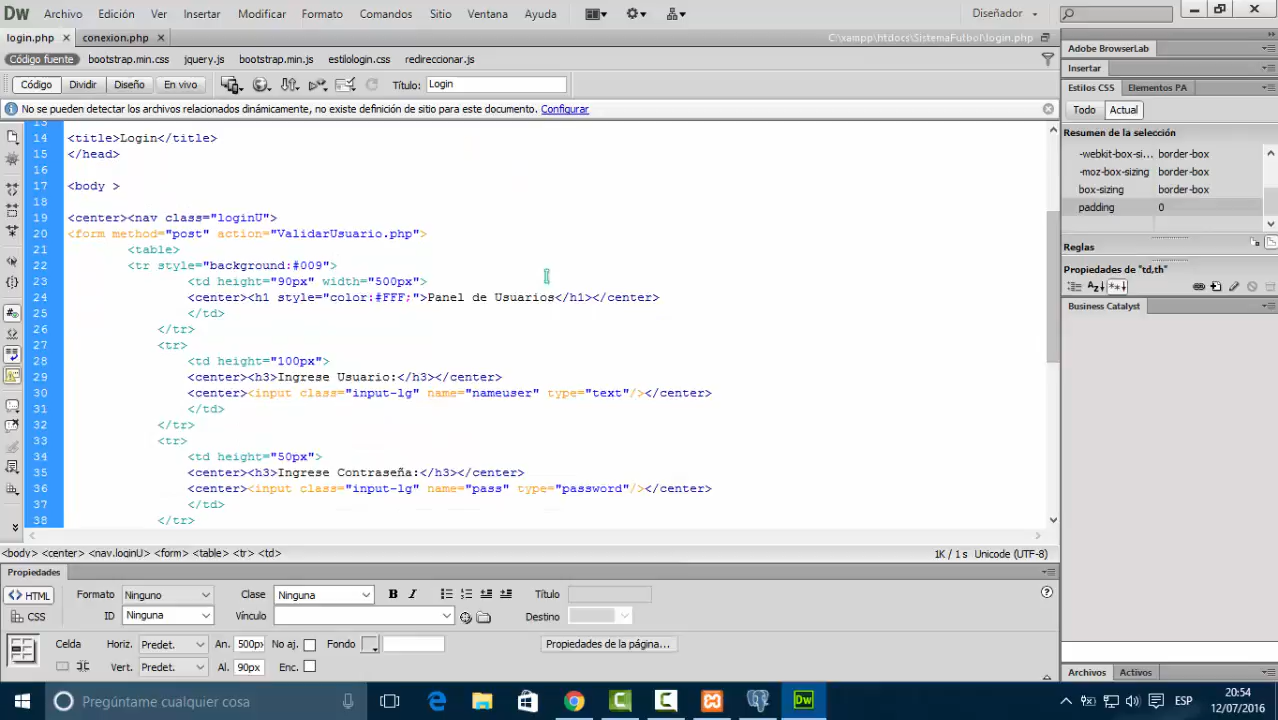 Dw Archivo Edición Ver Insertar Modificar Formato Comandos Sitio Ventana Ayuda Diseñador
login.php conexion.php C:\xampp\htdocs\SistemaFutbol\login.php
Código fuente bootstrap.min.css jquery.js bootstrap.min.js estilologin.css redireccionar.js
Código Dividir Diseño En vivo Título: Login
No se pueden detectar los archivos relacionados dinámicamente, no existe definición de sitio para este documento. Configurar
13
14 <title>Login</title>
15 </head>
16
17 <body >
18
19 <center><nav class="loginU">
20 <form method="post" action="ValidarUsuario.php">
21 <table>
22 <tr style="background:#009">
23 <td height="90px" width="500px">
24 <center><h1 style="color:#FFF;">Panel de Usuarios</h1></center>
25 </td>
26 </tr>
27 <tr>
28 <td height="100px">
29 <center><h3>Ingrese Usuario:</h3></center>
30 <center><input class="input-lg" name="nameuser" type="text"/></center>
31 </td>
32 </tr>
33 <tr>
34 <td height="50px">
35 <center><h3>Ingrese Contraseña:</h3></center>
36 <center><input class="input-lg" name="pass" type="password"/></center>
37 </td>
38 </tr>
<body> <center> <nav.loginU> <form> <table> <tr> <td> 1K / 1 s Unicode (UTF-8)
Propiedades
<> HTML Formato Ninguno Clase Ninguna B I Título
CSS ID Ninguna Vínculo Destino
Celda Horiz. Predet. An. 500px No aj. Fondo Propiedades de la página...
Vert. Predet. Al. 90px Enc.
Adobe BrowserLab
Insertar
Estilos CSS Elementos PA
Todo Actual
Resumen de la selección
-webkit-box-si... border-box
-moz-box-sizing border-box
box-sizing border-box
padding 0
Reglas
Propiedades de "td,th"
Business Catalyst
Archivos Activos
Pregúntame cualquier cosa
Dw
ESP
20:54
12/07/2016